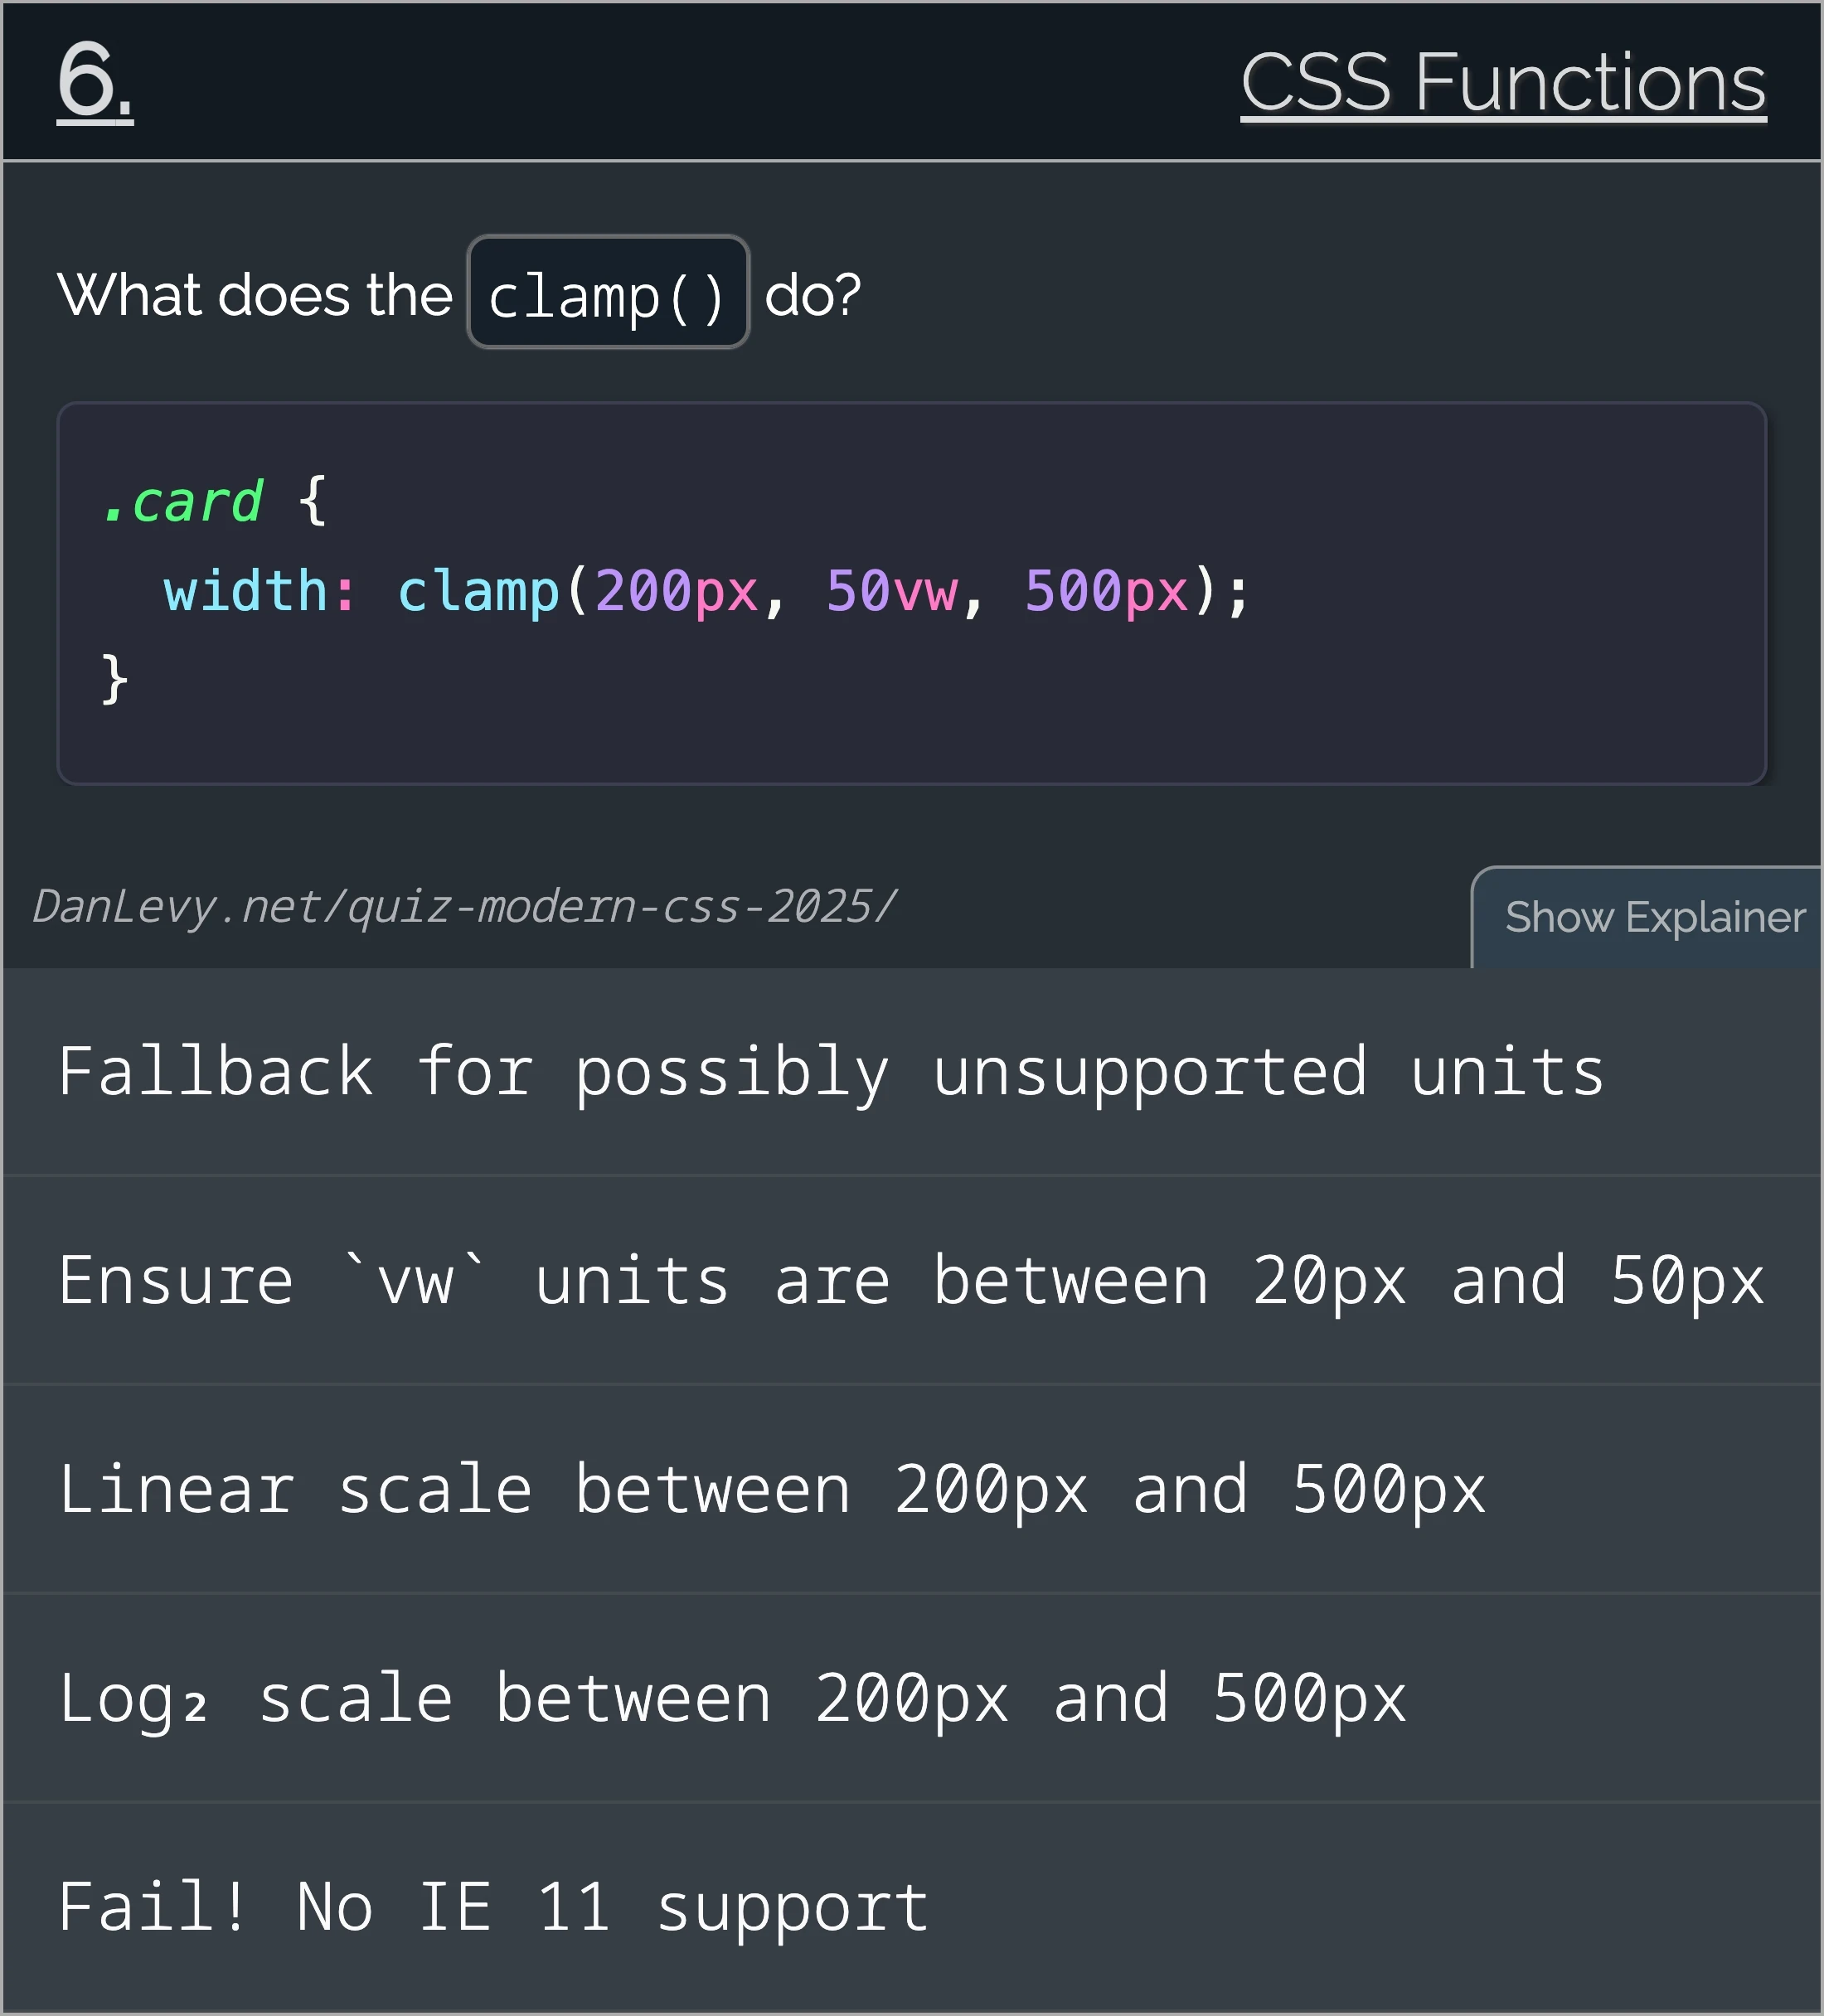 6.
CSS Functions
What does the clamp() do?
.card {
  width: clamp(200px, 50vw, 500px);
}
DanLevy.net/quiz-modern-css-2025/
Show Explainer
Fallback for possibly unsupported units
Ensure `vw` units are between 20px and 50px
Linear scale between 200px and 500px
Log₂ scale between 200px and 500px
Fail! No IE 11 support